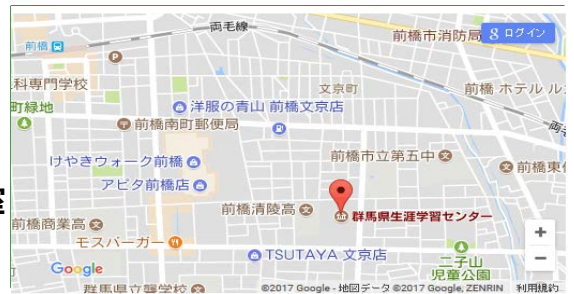 両毛線
前橋市消防局
ログイン
前橋
科専門学校
文京町
前橋 ホテル ル
町緑地
洋服の青山 前橋文京店
前橋南町郵便局
両毛
けやきウォーク前橋
前橋市立第五中
前橋東
アピタ前橋店
室
前橋清陵高
群馬県生涯学習センター
前橋商業高
モスバーガー
TSUTAYA 文京店
二子山
児童公園
Google
群馬県立聾学校
©2017 Google - 地図データ ©2017 Google, ZENRIN 利用規約